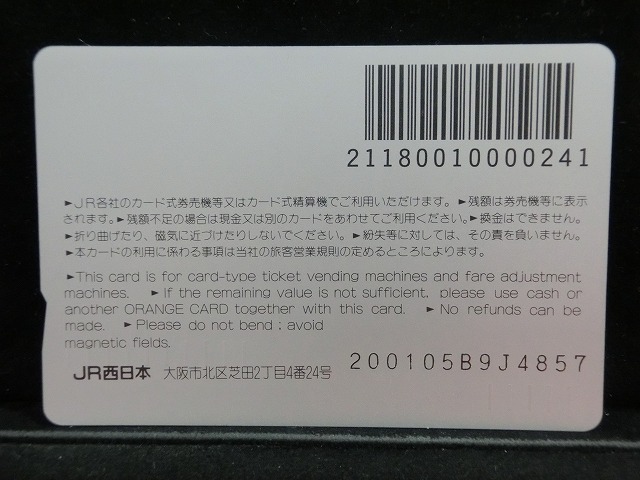 21180010000241
►JR各社のカード式券売機等又はカード式精算機でご利用いただけます。►残額は券売機等に表示
されます。►残額不足の場合は現金又は別のカードをあわせてご利用ください。►換金はできません。
►折り曲げたり、磁気に近づけたりしないでください。►紛失等に対しては、その責を負いません。
►本カードの利用に係わる事項は当社の旅客営業規則の定めるところによります。
►This card is for card-type ticket vending machines and fare adjustment
machines. ►If the remaining value is not sufficient, please use cash or
another ORANGE CARD together with this card. ►No refunds can be
made. ►Please do not bend; avoid
magnetic fields.
JR西日本 大阪市北区芝田2丁目4番24号
200105B9J4857